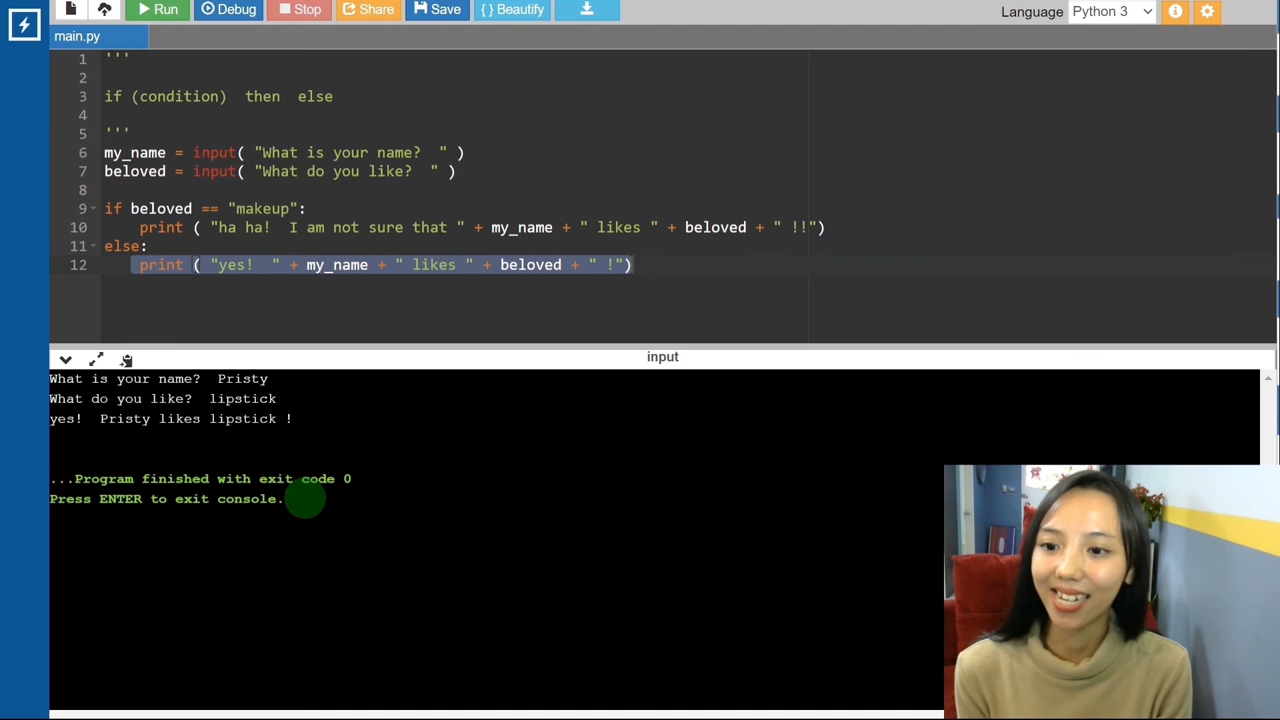 Run Debug Stop Share Save { } Beautify Language Python 3
main.py
1 '''
2
3 if (condition)  then  else
4
5 '''
6 my_name = input( "What is your name?  " )
7 beloved = input( "What do you like?  " )
8
9 if beloved == "makeup":
10     print ( "ha ha!  I am not sure that " + my_name + " likes " + beloved + " !!")
11 else:
12     print ( "yes!  " + my_name + " likes " + beloved + " !")
input
What is your name?  Pristy
What do you like?  lipstick
yes!  Pristy likes lipstick !
...Program finished with exit code 0
Press ENTER to exit console.